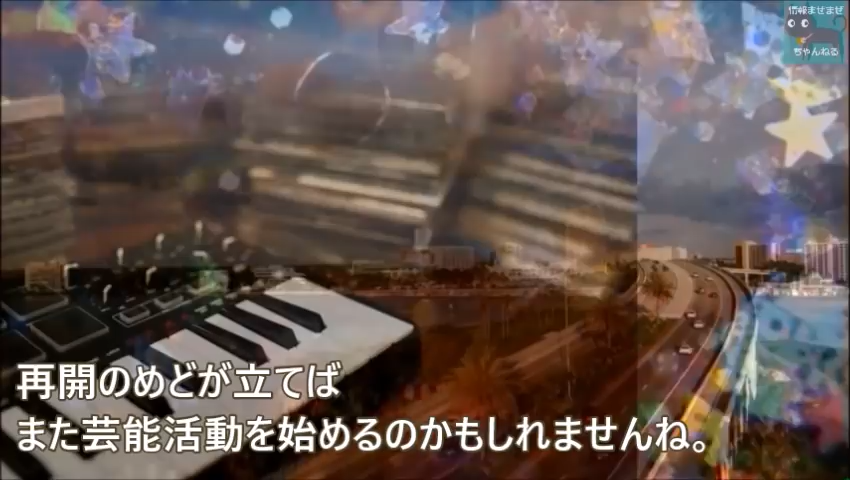 情報まぜまぜ
ちゃんねる
再開のめどが立てば
また芸能活動を始めるのかもしれませんね。